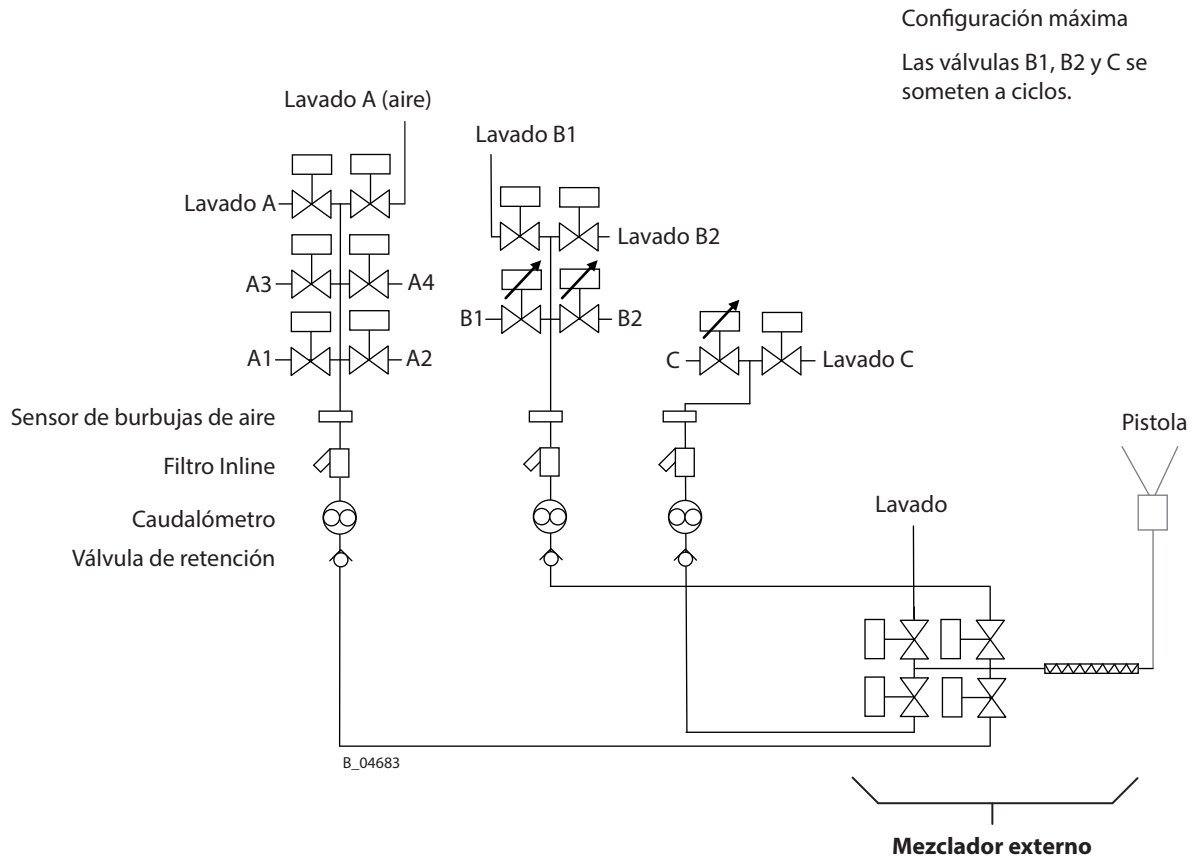 Configuración máxima
Las válvulas B1, B2 y C se
someten a ciclos.
Lavado A (aire)
Lavado B1
Lavado A
Lavado B2
A3
A4
B1
B2
A1
A2
C
Lavado C
Sensor de burbujas de aire
Pistola
Filtro Inline
Lavado
Caudalómetro
Válvula de retención
B_04683
Mezclador externo